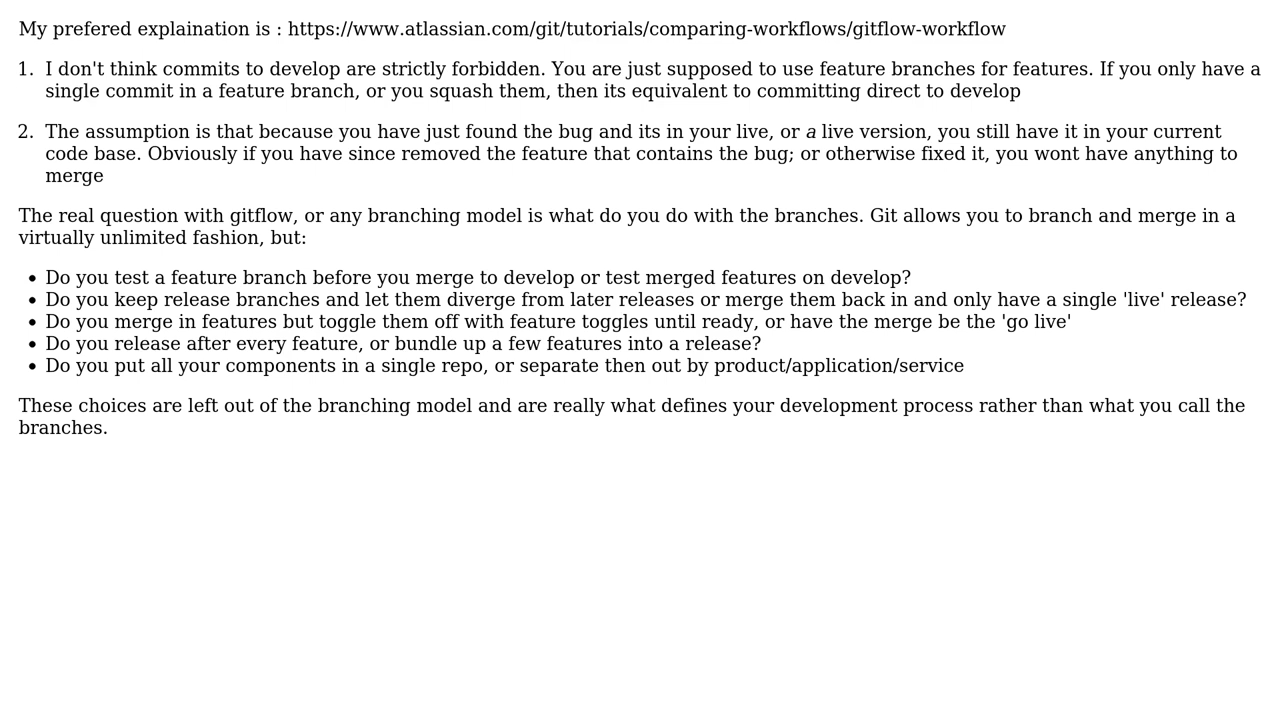 My prefered explaination is : https://www.atlassian.com/git/tutorials/comparing-workflows/gitflow-workflow
1. I don't think commits to develop are strictly forbidden. You are just supposed to use feature branches for features. If you only have a
single commit in a feature branch, or you squash them, then its equivalent to committing direct to develop
2. The assumption is that because you have just found the bug and its in your live, or a live version, you still have it in your current
code base. Obviously if you have since removed the feature that contains the bug; or otherwise fixed it, you wont have anything to
merge
The real question with gitflow, or any branching model is what do you do with the branches. Git allows you to branch and merge in a
virtually unlimited fashion, but:
• Do you test a feature branch before you merge to develop or test merged features on develop?
• Do you keep release branches and let them diverge from later releases or merge them back in and only have a single 'live' release?
• Do you merge in features but toggle them off with feature toggles until ready, or have the merge be the 'go live'
• Do you release after every feature, or bundle up a few features into a release?
• Do you put all your components in a single repo, or separate then out by product/application/service
These choices are left out of the branching model and are really what defines your development process rather than what you call the
branches.